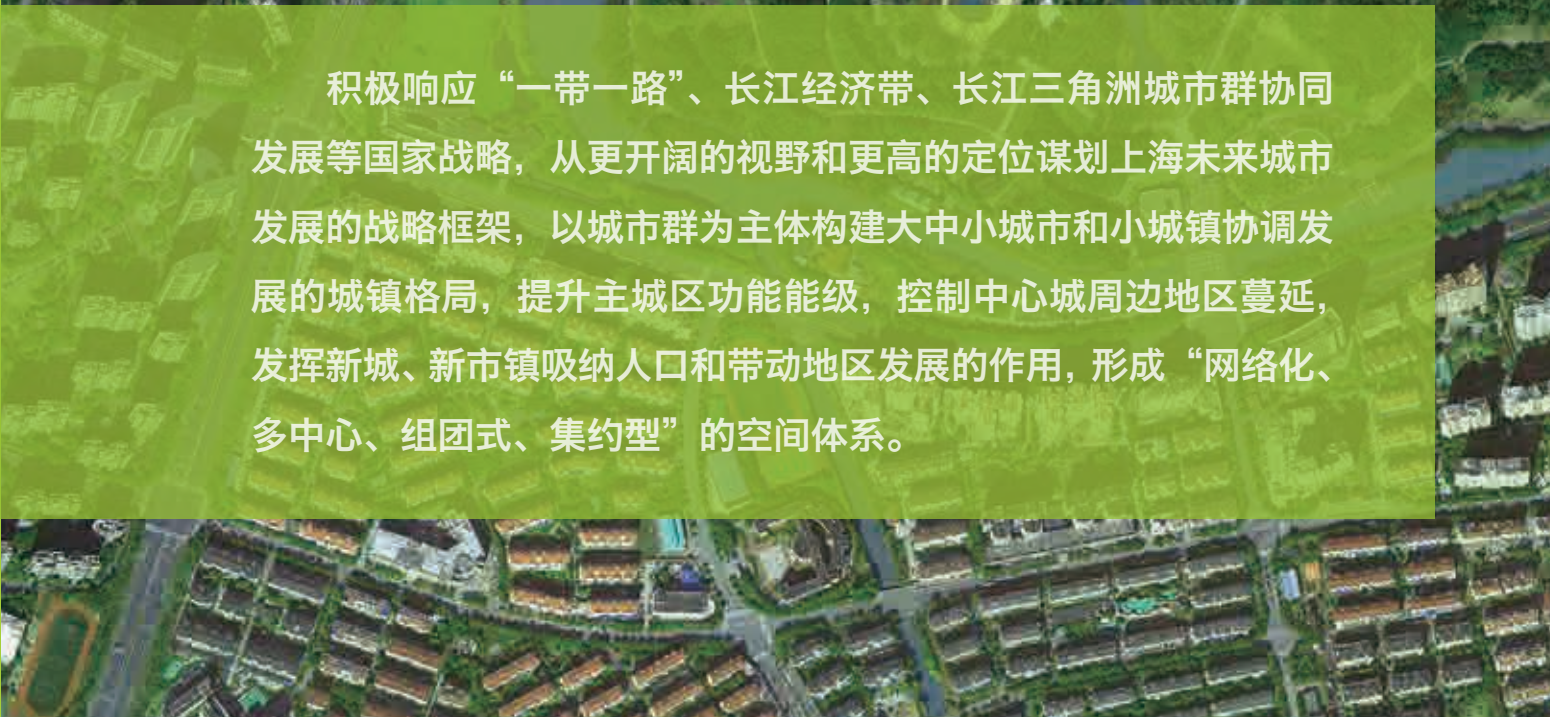 积极响应“一带一路”、长江经济带、长江三角洲城市群协同
发展等国家战略，从更开阔的视野和更高的定位谋划上海未来城市
发展的战略框架，以城市群为主体构建大中小城市和小城镇协调发
展的城镇格局，提升主城区功能能级，控制中心城周边地区蔓延，
发挥新城、新市镇吸纳人口和带动地区发展的作用，形成“网络化、
多中心、组团式、集约型”的空间体系。